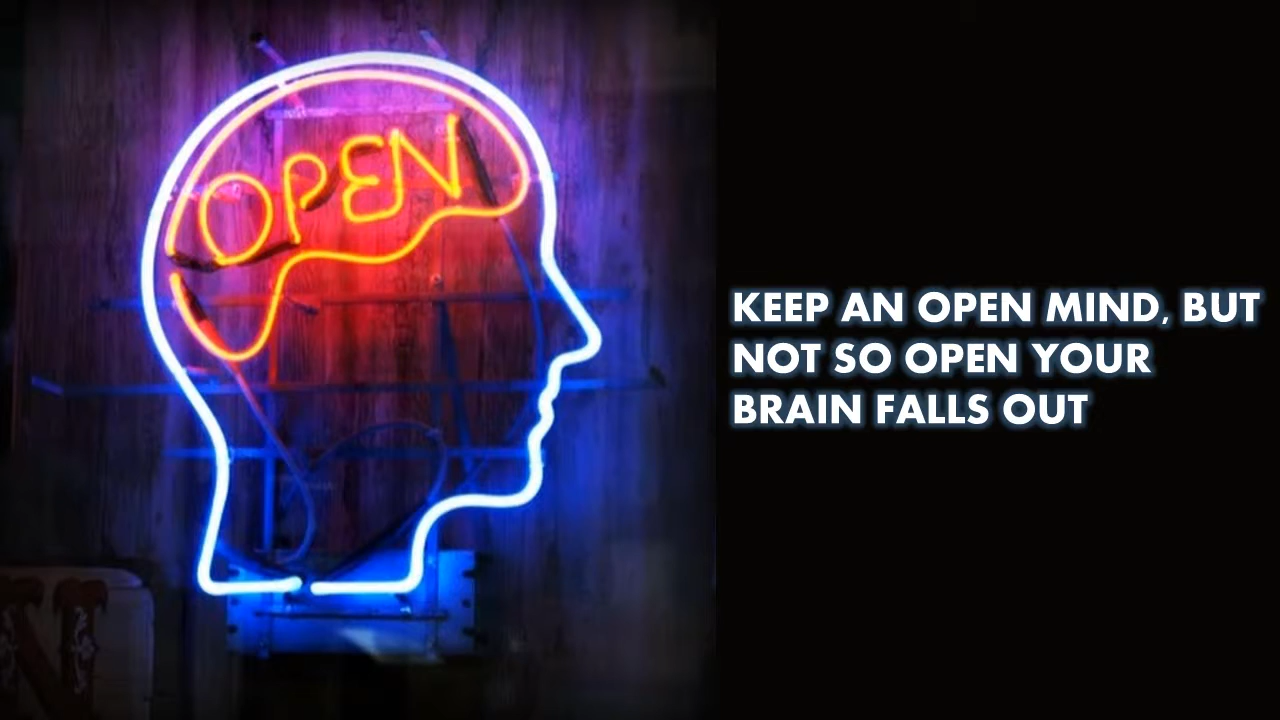 OPEN
KEEP AN OPEN MIND, BUT
NOT SO OPEN YOUR
BRAIN FALLS OUT